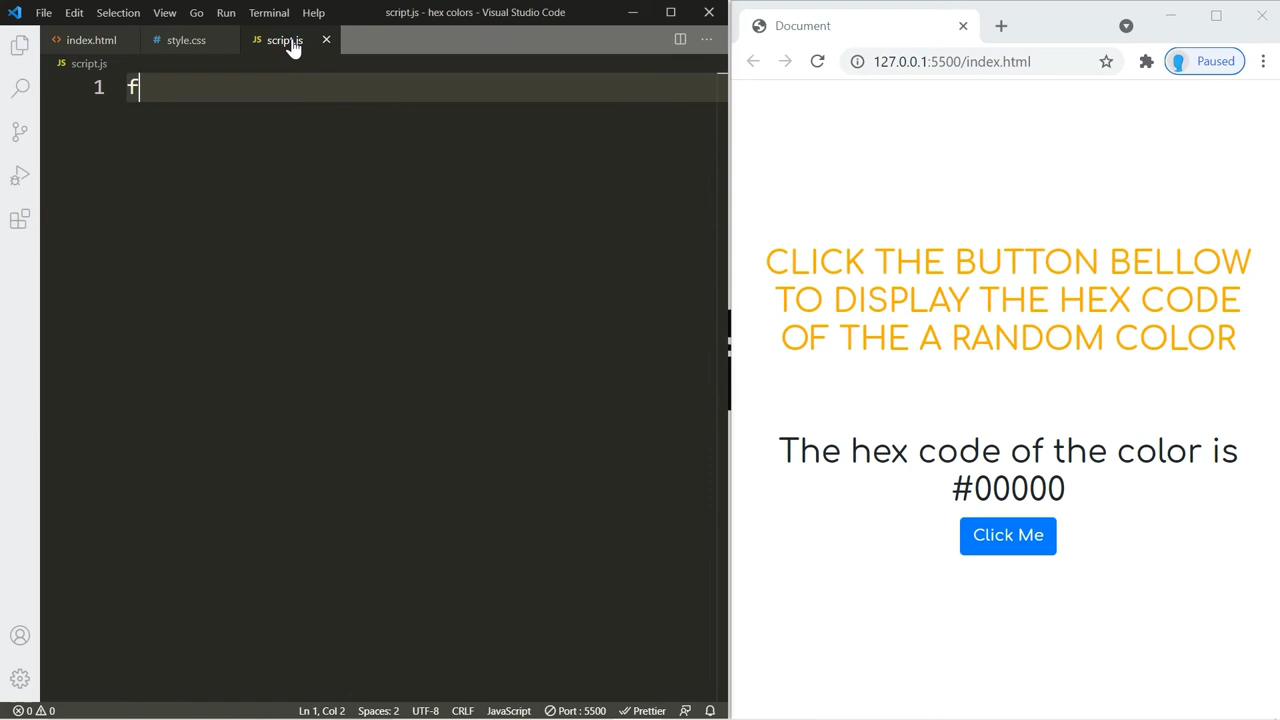 File Edit Selection View Go Run Terminal Help script.js - hex colors - Visual Studio Code
index.html style.css JS script.js
JS script.js
1 f
0 0 Ln 1, Col 2 Spaces: 2 UTF-8 CRLF JavaScript Port : 5500 Prettier
Document
127.0.0.1:5500/index.html Paused
CLICK THE BUTTON BELLOW
TO DISPLAY THE HEX CODE
OF THE A RANDOM COLOR
The hex code of the color is
#00000
Click Me